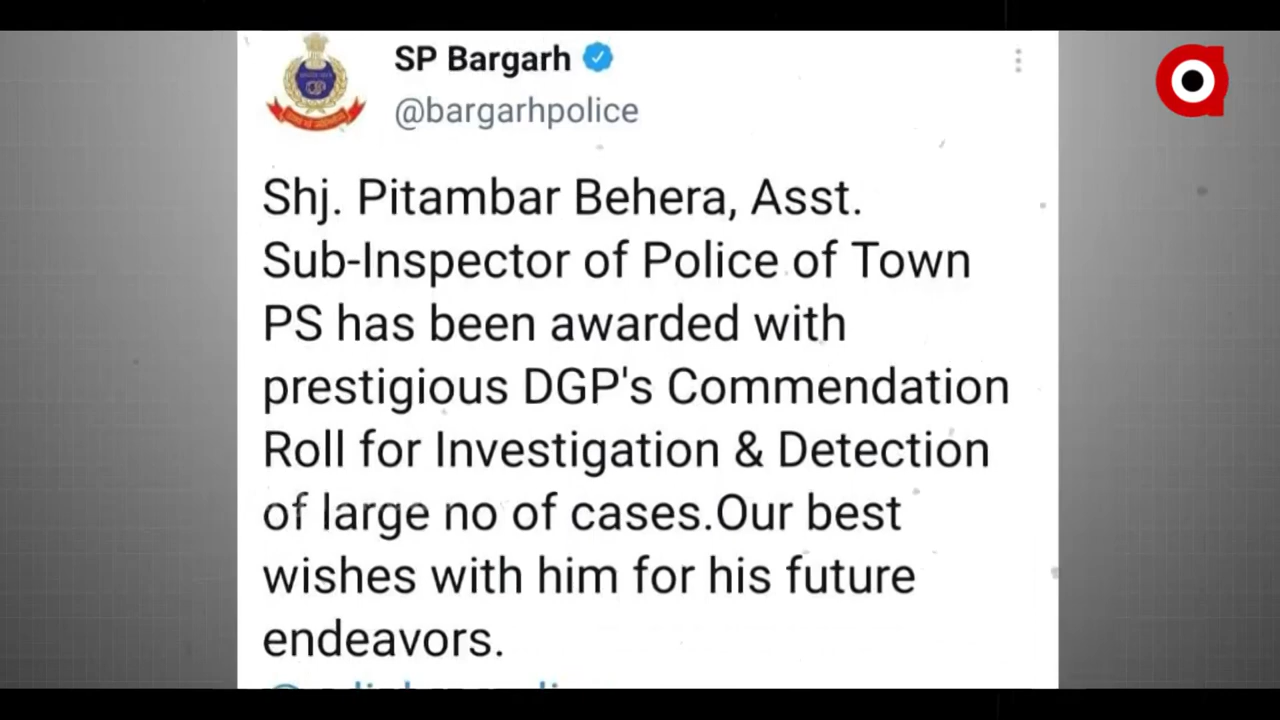 SP Bargarh
@bargarhpolice
Shj. Pitambar Behera, Asst.
Sub-Inspector of Police of Town
PS has been awarded with
prestigious DGP's Commendation
Roll for Investigation & Detection
of large no of cases.Our best
wishes with him for his future
endeavors.